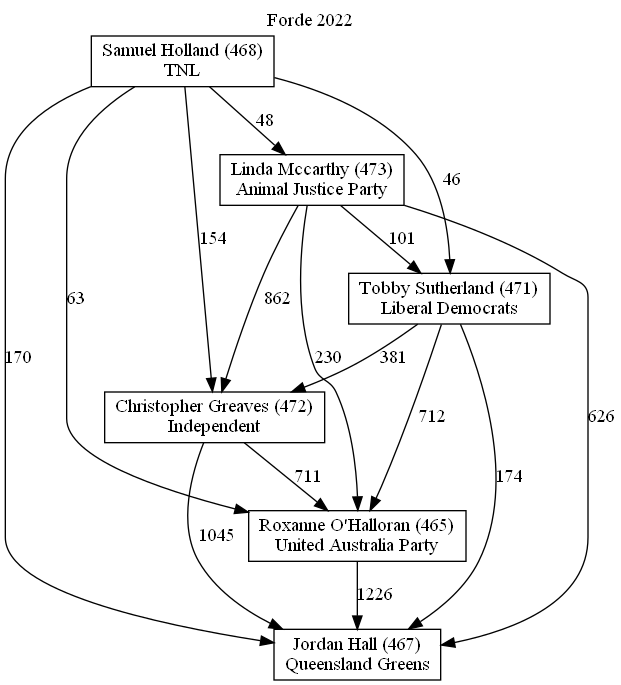 Forde 2022
Samuel Holland (468)
TNL
48
Linda Mccarthy (473)
Animal Justice Party
46
154
101
Tobby Sutherland (471)
Liberal Democrats
63
862
170
230
381
Christopher Greaves (472)
Independent
712
626
711
174
1045
Roxanne O'Halloran (465)
United Australia Party
1226
Jordan Hall (467)
Queensland Greens